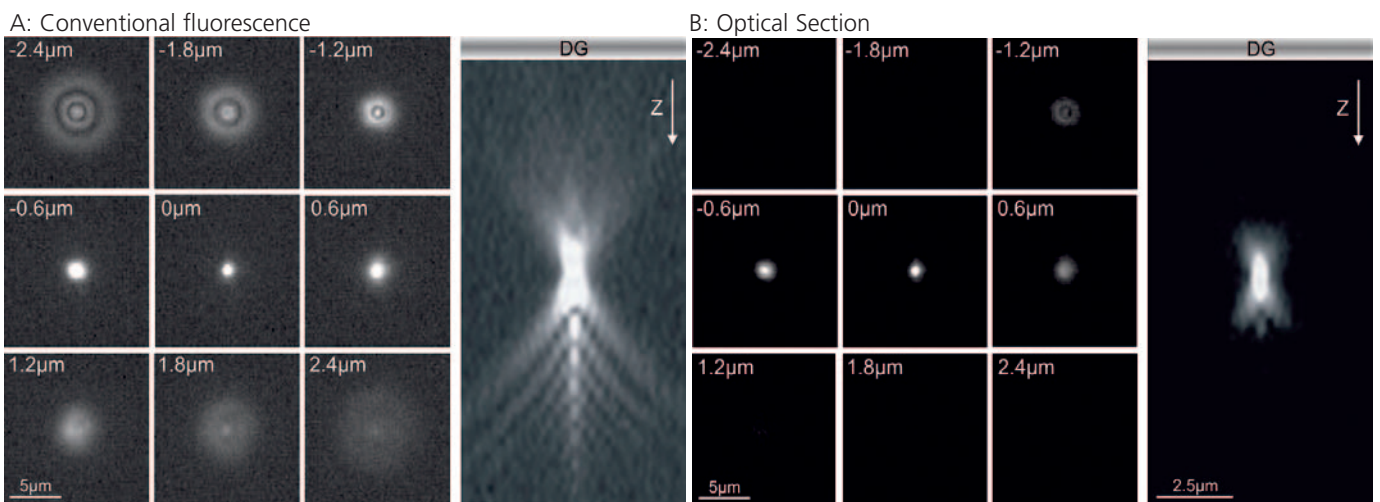 A: Conventional fluorescence
-2.4µm -1.8µm -1.2µm
-0.6µm 0µm 0.6µm
1.2µm 1.8µm 2.4µm
5µm
DG
Z
B: Optical Section
-2.4µm -1.8µm -1.2µm
-0.6µm 0µm 0.6µm
1.2µm 1.8µm 2.4µm
5µm
DG
Z
2.5µm